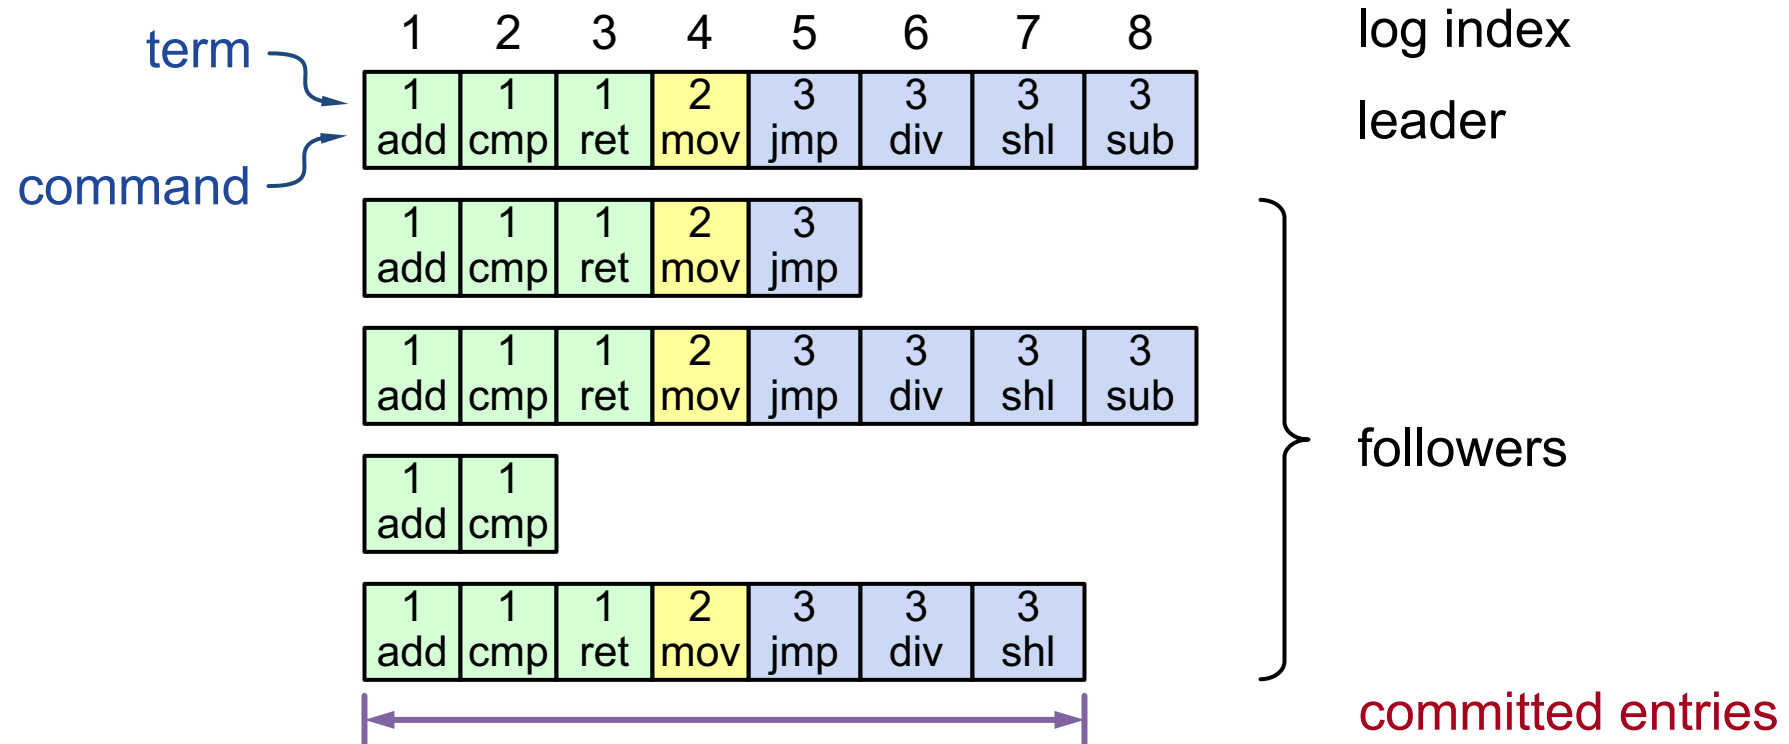 1 2 3 4 5 6 7 8 log index
term
1 1 1 2 3 3 3 3
add cmp ret mov jmp div shl sub
leader
command
1 1 1 2 3
add cmp ret mov jmp
1 1 1 2 3 3 3 3
add cmp ret mov jmp div shl sub
followers
1 1
add cmp
1 1 1 2 3 3 3
add cmp ret mov jmp div shl
committed entries